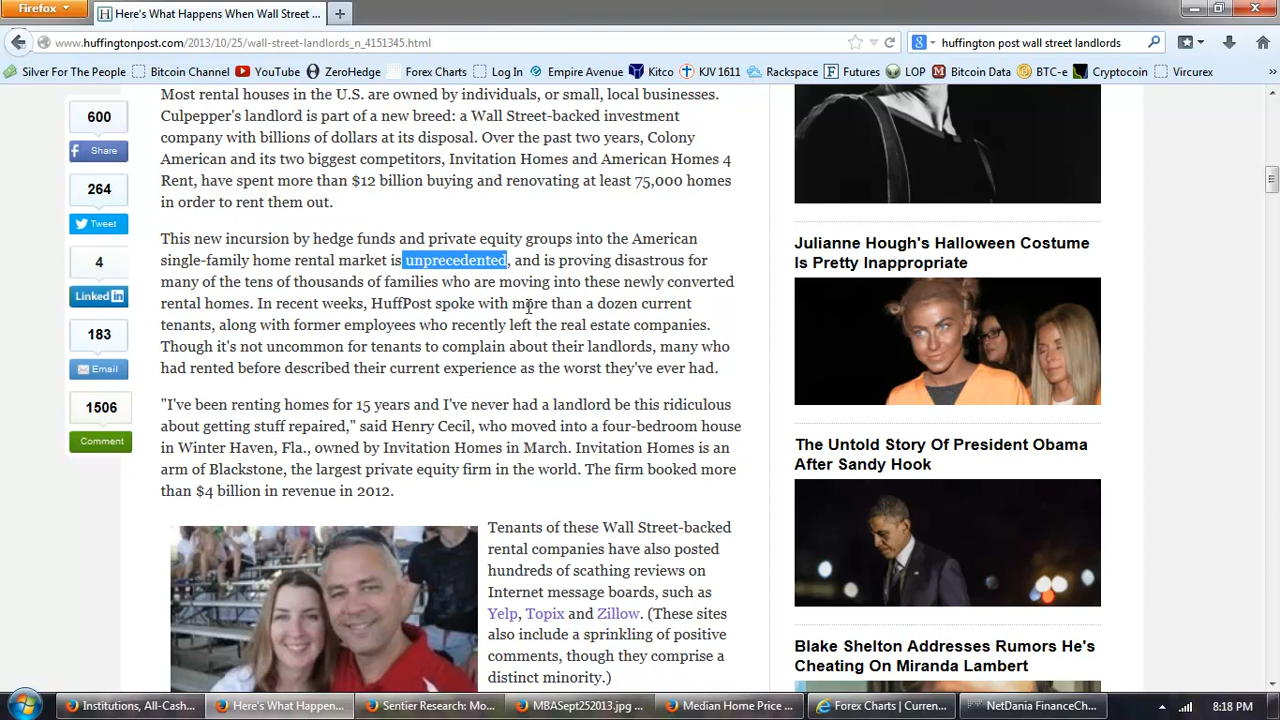 Firefox
Here's What Happens When Wall Street ...
www.huffingtonpost.com/2013/10/25/wall-street-landlords_n_4151345.html
huffington post wall street landlords
Silver For The People
Bitcoin Channel
YouTube
ZeroHedge
Forex Charts
Log In
Empire Avenue
Kitco
KJV 1611
Rackspace
Futures
LOP
Bitcoin Data
BTC-e
Cryptocoin
Vircurex
600
Share
264
Tweet
4
Linked in
183
Email
1506
Comment
Most rental houses in the U.S. are owned by individuals, or small, local businesses.
Culpepper's landlord is part of a new breed: a Wall Street-backed investment
company with billions of dollars at its disposal. Over the past two years, Colony
American and its two biggest competitors, Invitation Homes and American Homes 4
Rent, have spent more than $12 billion buying and renovating at least 75,000 homes
in order to rent them out.
This new incursion by hedge funds and private equity groups into the American
single-family home rental market is unprecedented, and is proving disastrous for
many of the tens of thousands of families who are moving into these newly converted
rental homes. In recent weeks, HuffPost spoke with more than a dozen current
tenants, along with former employees who recently left the real estate companies.
Though it's not uncommon for tenants to complain about their landlords, many who
had rented before described their current experience as the worst they've ever had.
"I've been renting homes for 15 years and I've never had a landlord be this ridiculous
about getting stuff repaired," said Henry Cecil, who moved into a four-bedroom house
in Winter Haven, Fla., owned by Invitation Homes in March. Invitation Homes is an
arm of Blackstone, the largest private equity firm in the world. The firm booked more
than $4 billion in revenue in 2012.
Tenants of these Wall Street-backed
rental companies have also posted
hundreds of scathing reviews on
Internet message boards, such as
Yelp, Topix and Zillow. (These sites
also include a sprinkling of positive
comments, though they comprise a
distinct minority.)
Julianne Hough's Halloween Costume
Is Pretty Inappropriate
The Untold Story Of President Obama
After Sandy Hook
Blake Shelton Addresses Rumors He's
Cheating On Miranda Lambert
Institutions, All-Cash...
Here's What Happen...
Sentier Research: Mo...
MBASept252013.jpg ...
Median Home Price ...
Forex Charts | Curren...
NetDania FinanceCh...
8:18 PM